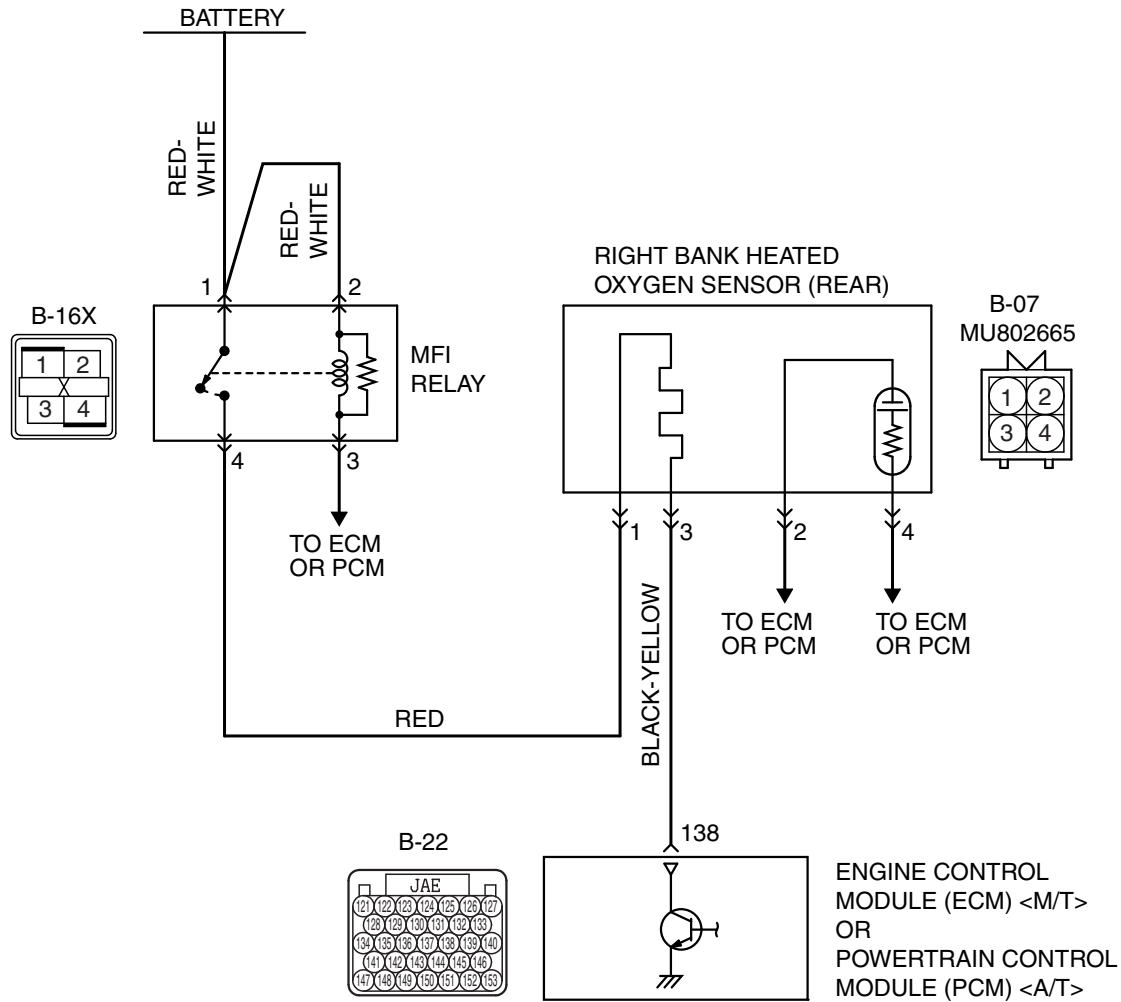 BATTERY
RED-
WHITE
RED-
WHITE
1
2
B-16X
1 2
X
3 4
MFI
RELAY
4
3
TO ECM
OR PCM
RIGHT BANK HEATED
OXYGEN SENSOR (REAR)
B-07
MU802665
1 2
3 4
1
3
2
4
TO ECM
OR PCM
TO ECM
OR PCM
BLACK-YELLOW
RED
138
B-22
JAE
121 122 123 124 125 126 127
128 129 130 131 132 133
134 135 136 137 138 139 140
141 142 143 144 145 146
147 148 149 150 151 152 153
ENGINE CONTROL
MODULE (ECM) <M/T>
OR
POWERTRAIN CONTROL
MODULE (PCM) <A/T>